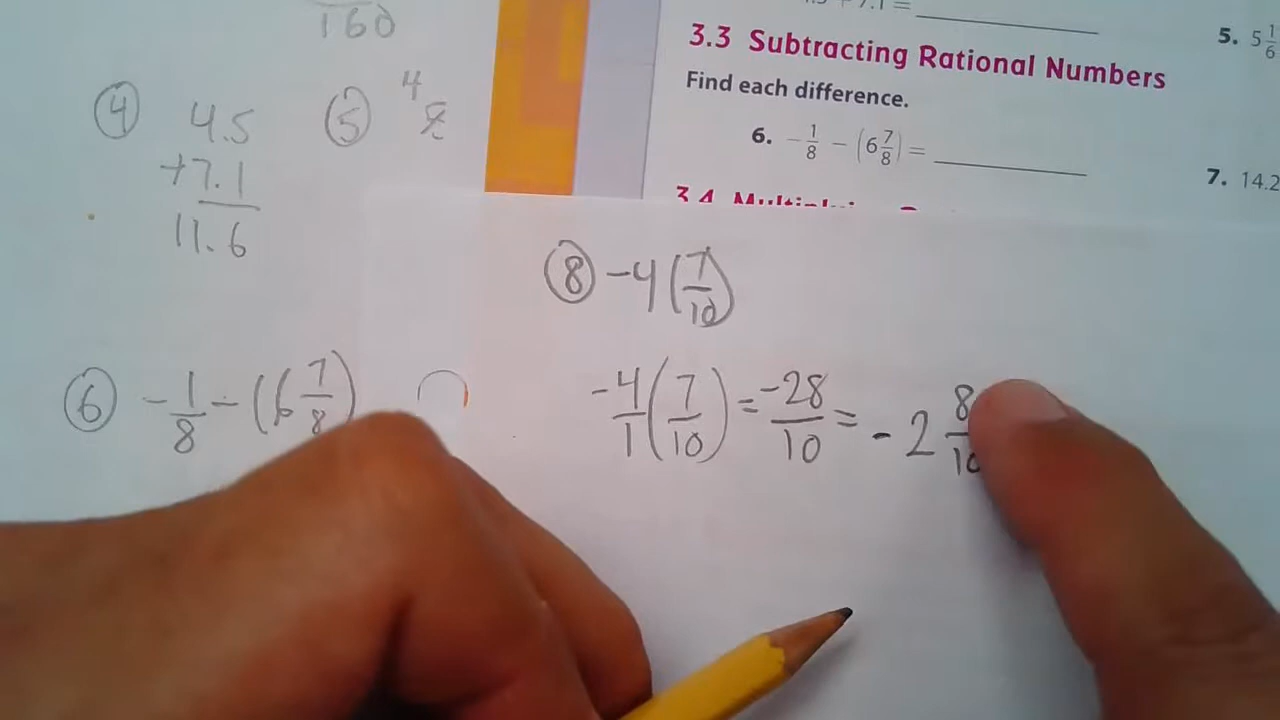 160
④ 4.5
+7.1
11.6
⑤ 4
3.3 Subtracting Rational Numbers
Find each difference.
6. -1/8 - (6 7/8) = ________
5. 5 1/6
7. 14.2
⑧ -4(7/10)
-4/1 (7/10) = -28/10 = -2 8/10
⑥ -1/8 - (6 7/8)